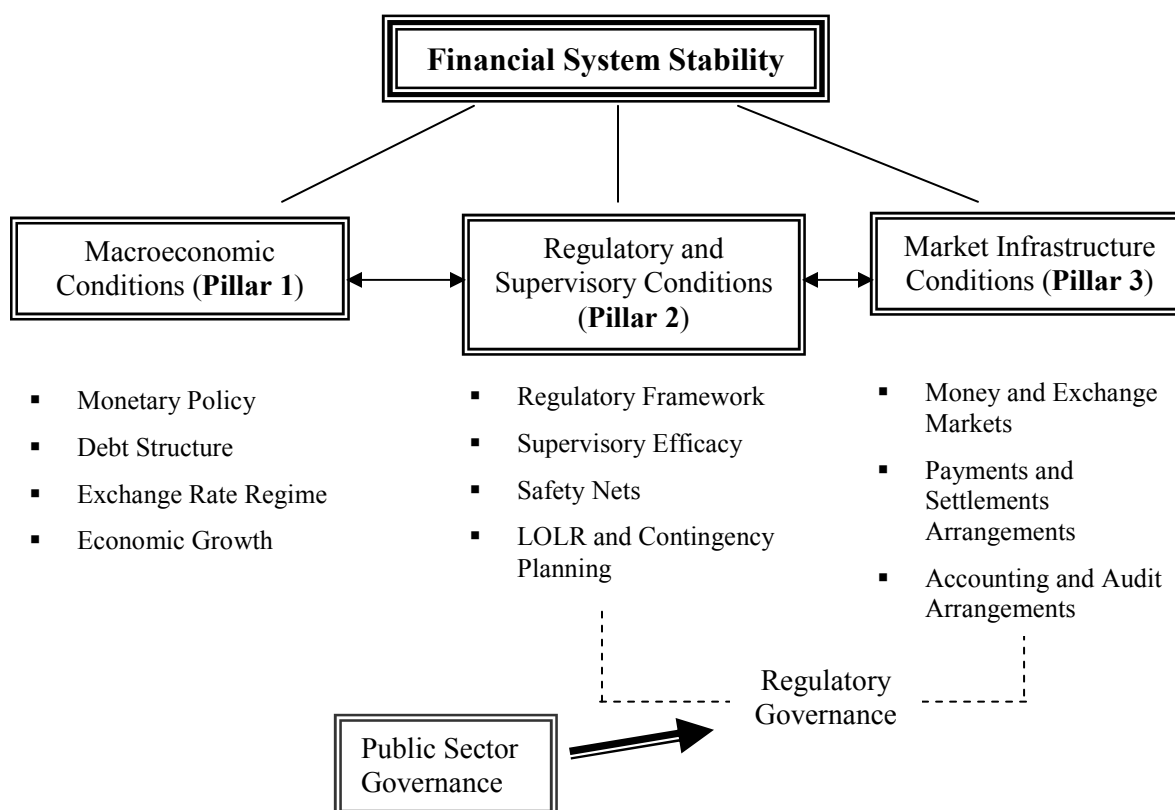 Financial System Stability
Macroeconomic
Conditions (Pillar 1)
Regulatory and
Supervisory Conditions
(Pillar 2)
Market Infrastructure
Conditions (Pillar 3)
▪ Monetary Policy
▪ Debt Structure
▪ Exchange Rate Regime
▪ Economic Growth
▪ Regulatory Framework
▪ Supervisory Efficacy
▪ Safety Nets
▪ LOLR and Contingency
Planning
▪ Money and Exchange
Markets
▪ Payments and
Settlements
Arrangements
▪ Accounting and Audit
Arrangements
Regulatory
Governance
Public Sector
Governance